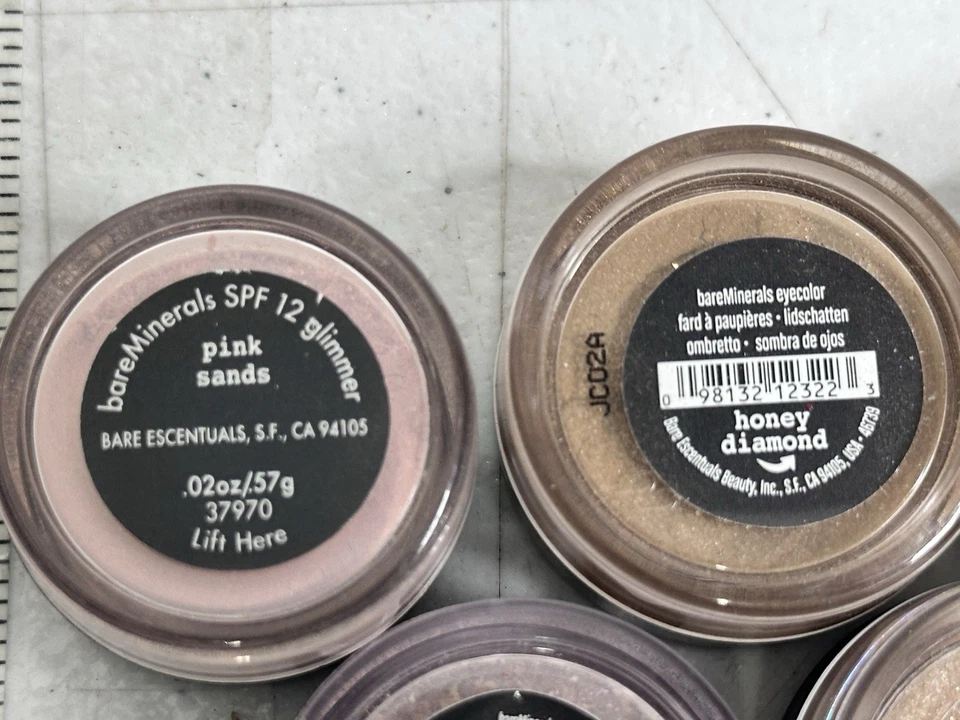 bareMinerals SPF 12 glimmer
pink
sands
BARE ESCENTUALS, S.F., CA 94105
.02oz/.57g
37970
Lift Here
JC02A
bareMinerals eyecolor
fard à paupières • lidschatten
ombretto • sombra de ojos
0 98132 12322 3
honey
diamond
Bare Escentuals Beauty, Inc., S.F., CA 94105, USA • 46739